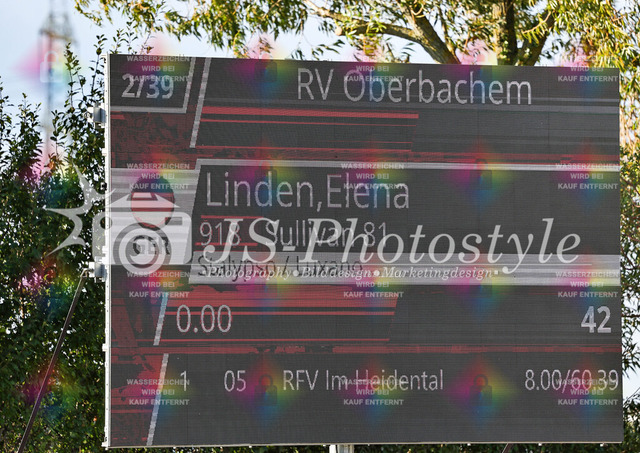 2/39 RV Oberbachem
Linden,Elena
Sullivan 81
GER
JS-Photostyle
Marketingdesign
0.00 42
1 05 RFV Im Heidental 8.00/60.39
WASSERZEICHEN
WIRD BEI
KAUF ENTFERNT